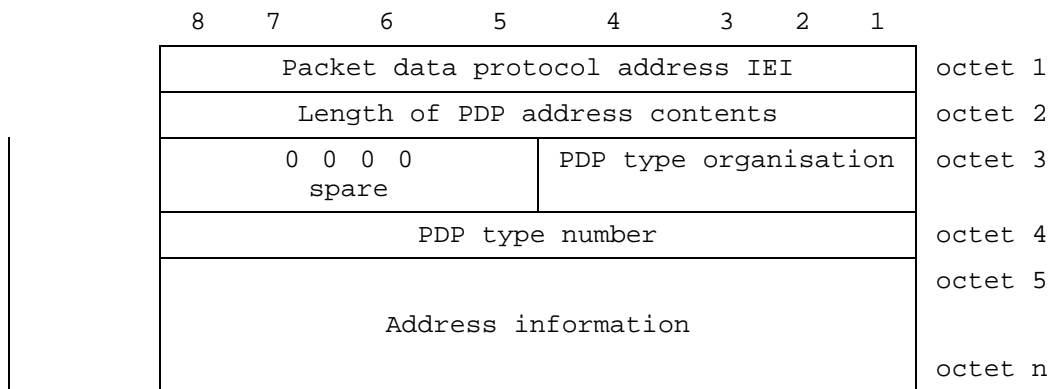 8 7 6 5 4 3 2 1
Packet data protocol address IEI octet 1
Length of PDP address contents octet 2
0 0 0 0 PDP type organisation octet 3
spare
PDP type number octet 4
octet 5
Address information
octet n